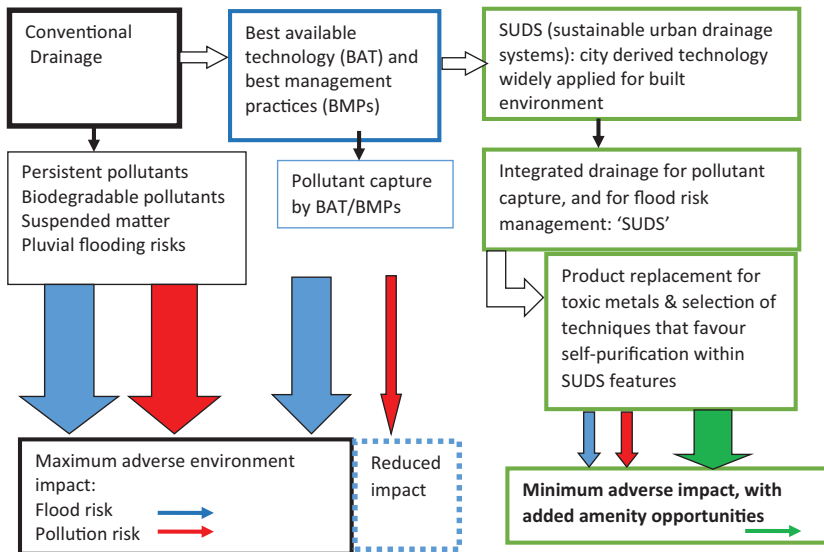 Conventional
Drainage
Best available
technology (BAT) and
best management
practices (BMPs)
SUDS (sustainable urban drainage
systems): city derived technology
widely applied for built
environment
Persistent pollutants
Biodegradable pollutants
Suspended matter
Pluvial flooding risks
Pollutant capture
by BAT/BMPs
Integrated drainage for pollutant
capture, and for flood risk
management: ‘SUDS’
Product replacement for
toxic metals & selection of
techniques that favour
self-purification within
SUDS features
Maximum adverse environment
impact:
Flood risk
Pollution risk
Reduced
impact
Minimum adverse impact, with
added amenity opportunities